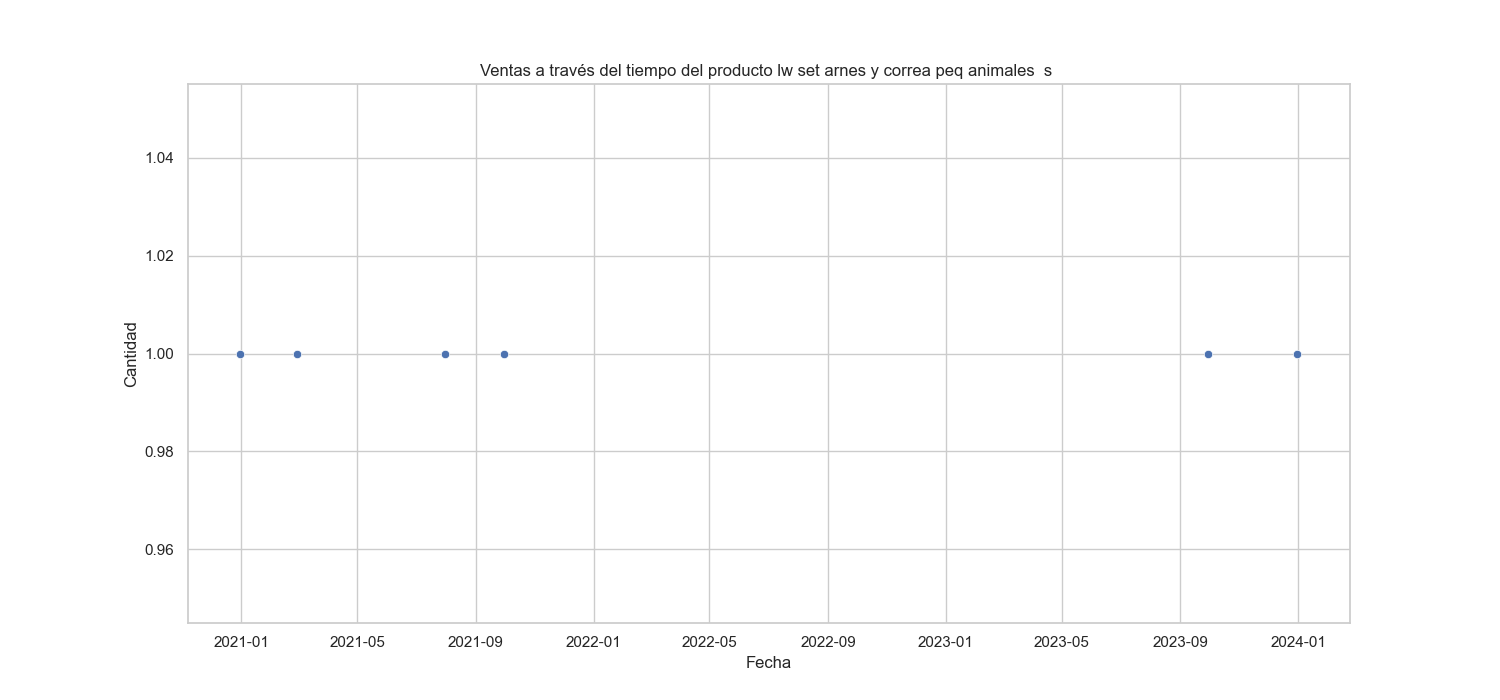 Ventas a través del tiempo del producto lw set arnes y correa peq animales  s
1.04
1.02
1.00
0.98
0.96
Cantidad
2021-01 2021-05 2021-09 2022-01 2022-05 2022-09 2023-01 2023-05 2023-09 2024-01
Fecha